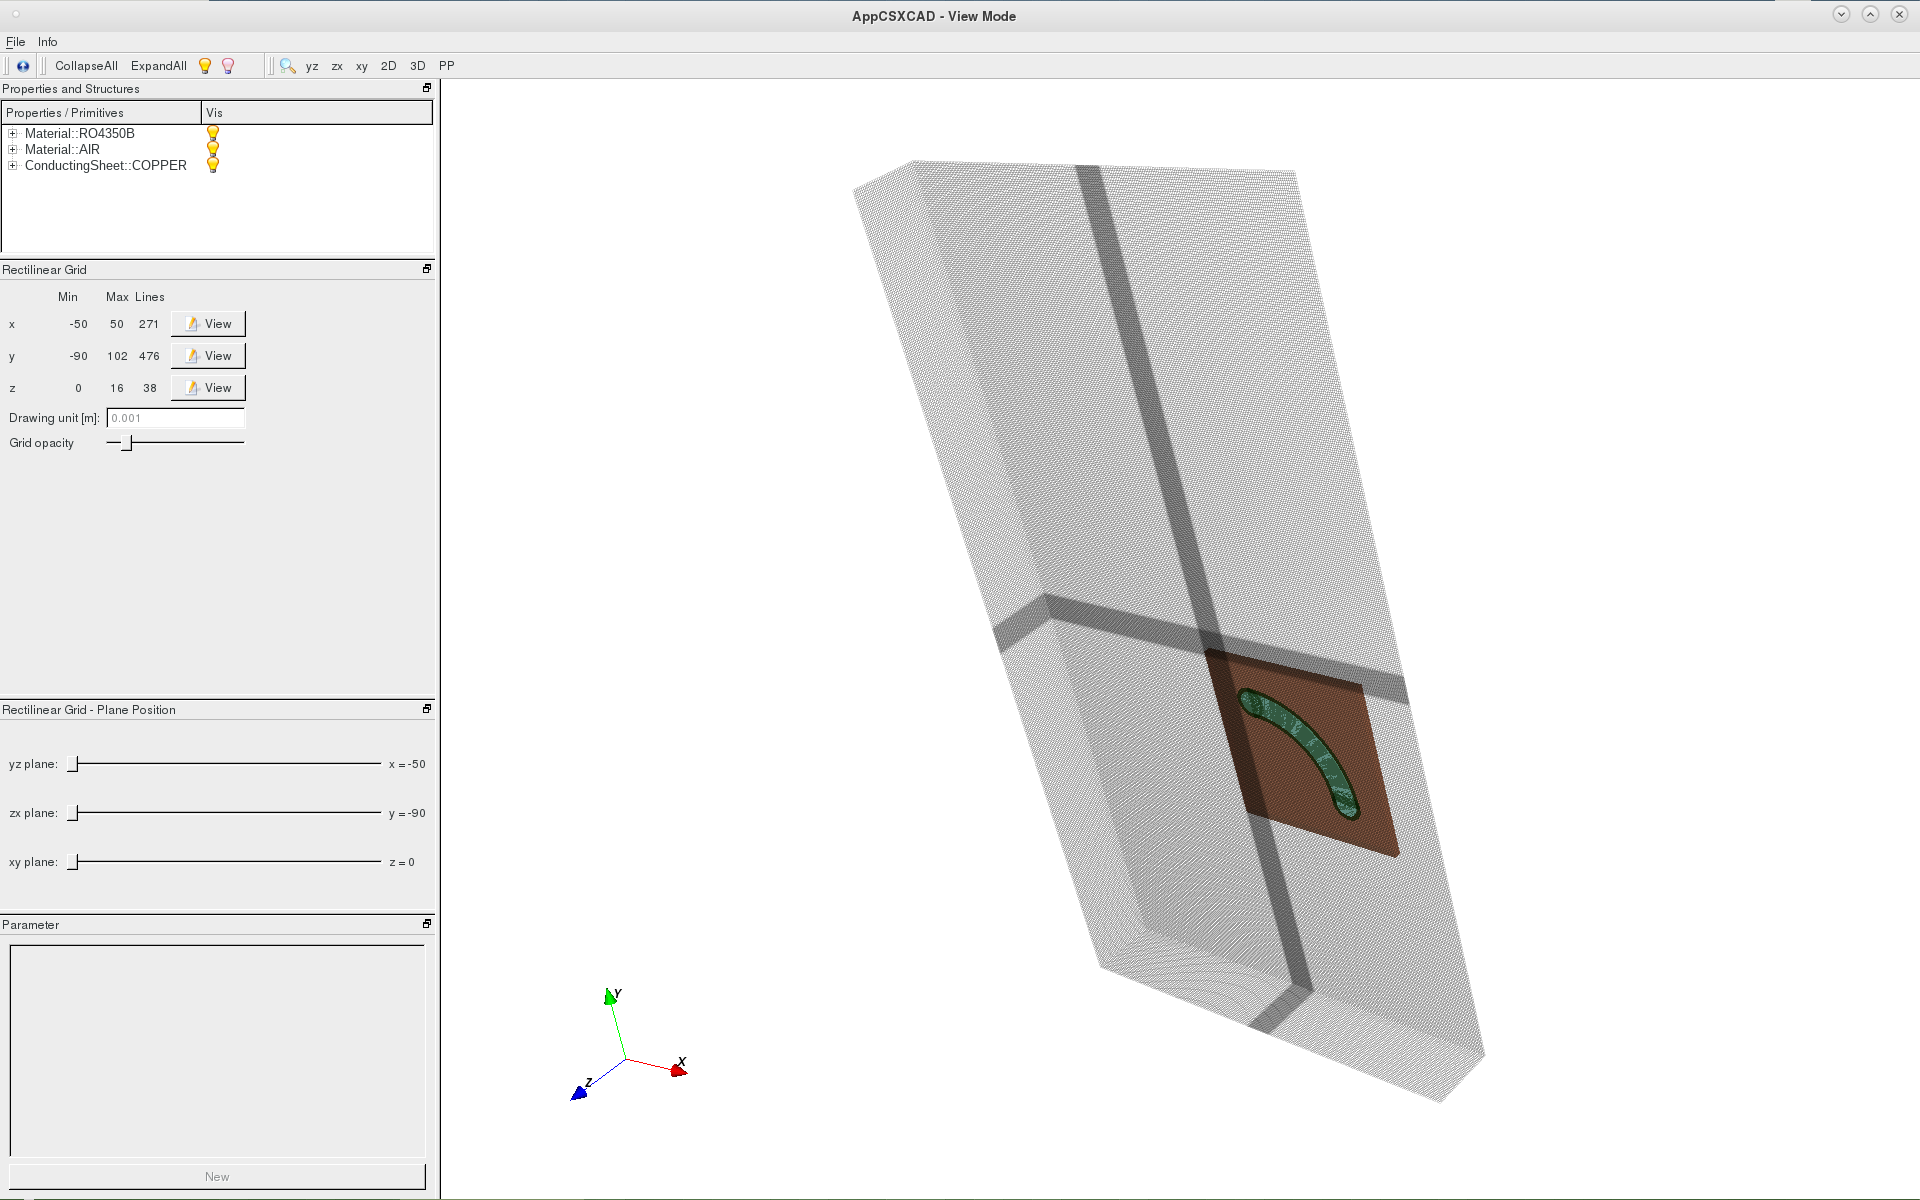 AppCSXCAD - View Mode
File Info
CollapseAll ExpandAll yz zx xy 2D 3D PP
Properties and Structures
Properties / Primitives Vis
Material::RO4350B
Material::AIR
ConductingSheet::COPPER
Rectilinear Grid
Min Max Lines
x -50 50 271 View
y -90 102 476 View
z 0 16 38 View
Drawing unit [m]: 0.001
Grid opacity
Rectilinear Grid - Plane Position
yz plane: x = -50
zx plane: y = -90
xy plane: z = 0
Parameter
New
Y
X
Z